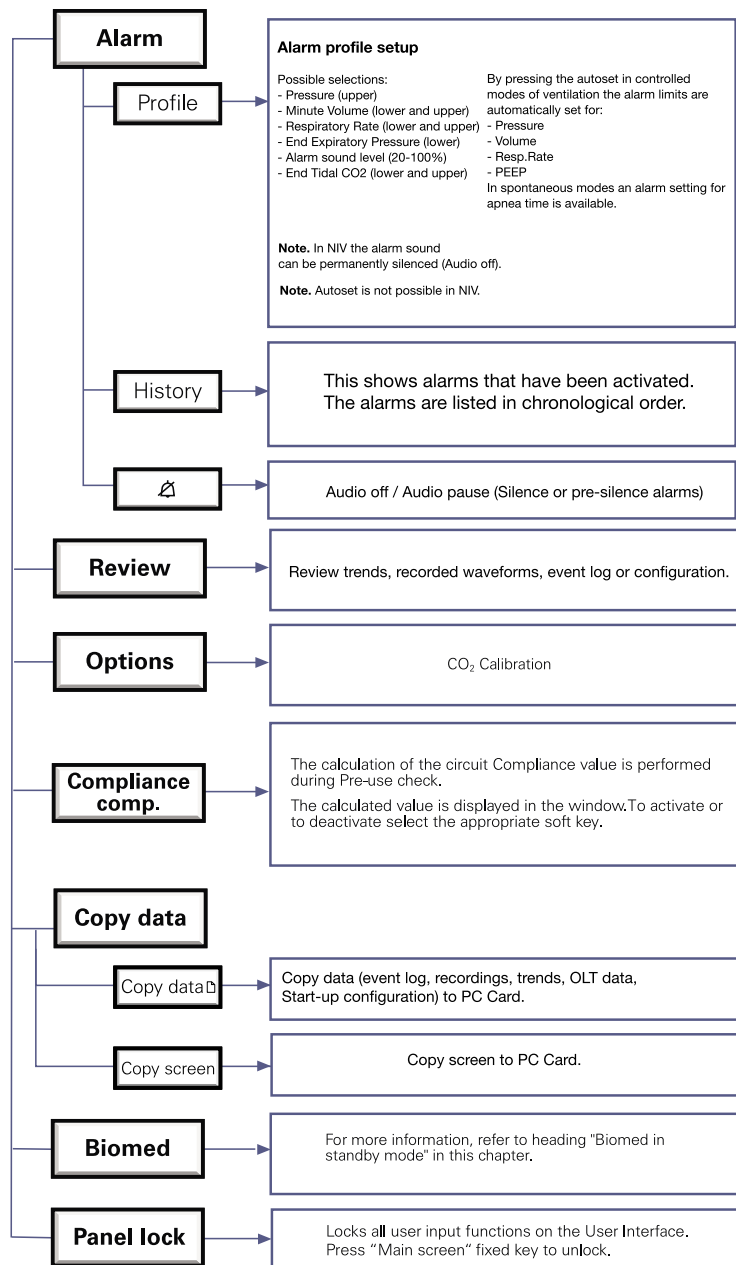 Alarm
Profile
Alarm profile setup
Possible selections:
- Pressure (upper)
- Minute Volume (lower and upper)
- Respiratory Rate (lower and upper)
- End Expiratory Pressure (lower)
- Alarm sound level (20-100%)
- End Tidal CO2 (lower and upper)
By pressing the autoset in controlled
modes of ventilation the alarm limits are
automatically set for:
- Pressure
- Volume
- Resp.Rate
- PEEP
In spontaneous modes an alarm setting for
apnea time is available.
Note. In NIV the alarm sound
can be permanently silenced (Audio off).
Note. Autoset is not possible in NIV.
History
This shows alarms that have been activated.
The alarms are listed in chronological order.
Audio off / Audio pause (Silence or pre-silence alarms)
Review
Review trends, recorded waveforms, event log or configuration.
Options
CO₂ Calibration
Compliance
comp.
The calculation of the circuit Compliance value is performed
during Pre-use check.
The calculated value is displayed in the window.To activate or
to deactivate select the appropriate soft key.
Copy data
Copy data
Copy data (event log, recordings, trends, OLT data,
Start-up configuration) to PC Card.
Copy screen
Copy screen to PC Card.
Biomed
For more information, refer to heading "Biomed in
standby mode" in this chapter.
Panel lock
Locks all user input functions on the User Interface.
Press “Main screen“ fixed key to unlock.